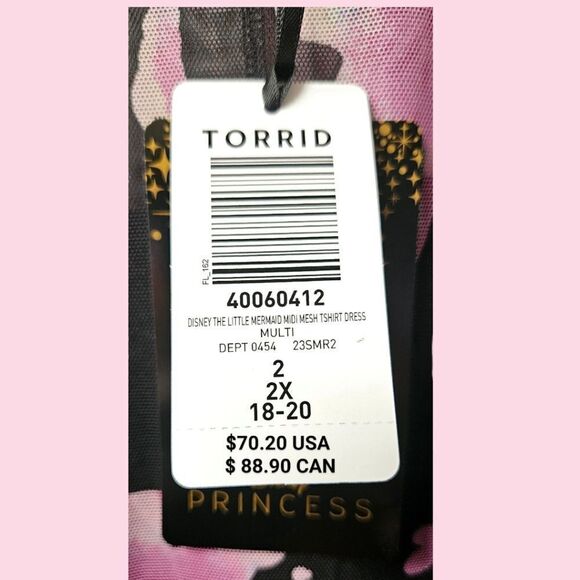 TORRID
FL_162
40060412
DISNEY THE LITTLE MERMAID MIDI MESH TSHIRT DRESS
MULTI
DEPT 0454 23SMR2
2
2X
18-20
$70.20 USA
$ 88.90 CAN
PRINCESS